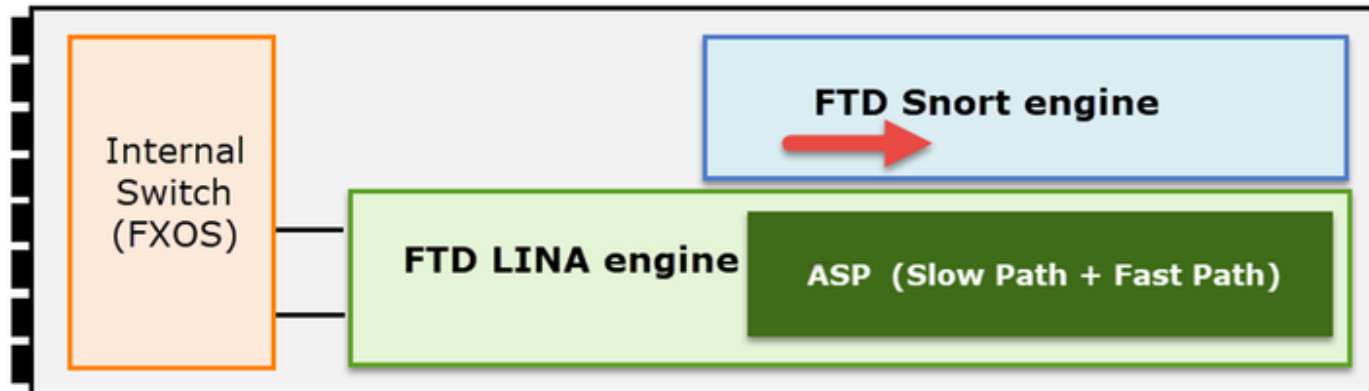 Internal
Switch
(FXOS)
FTD Snort engine
FTD LINA engine
ASP (Slow Path + Fast Path)